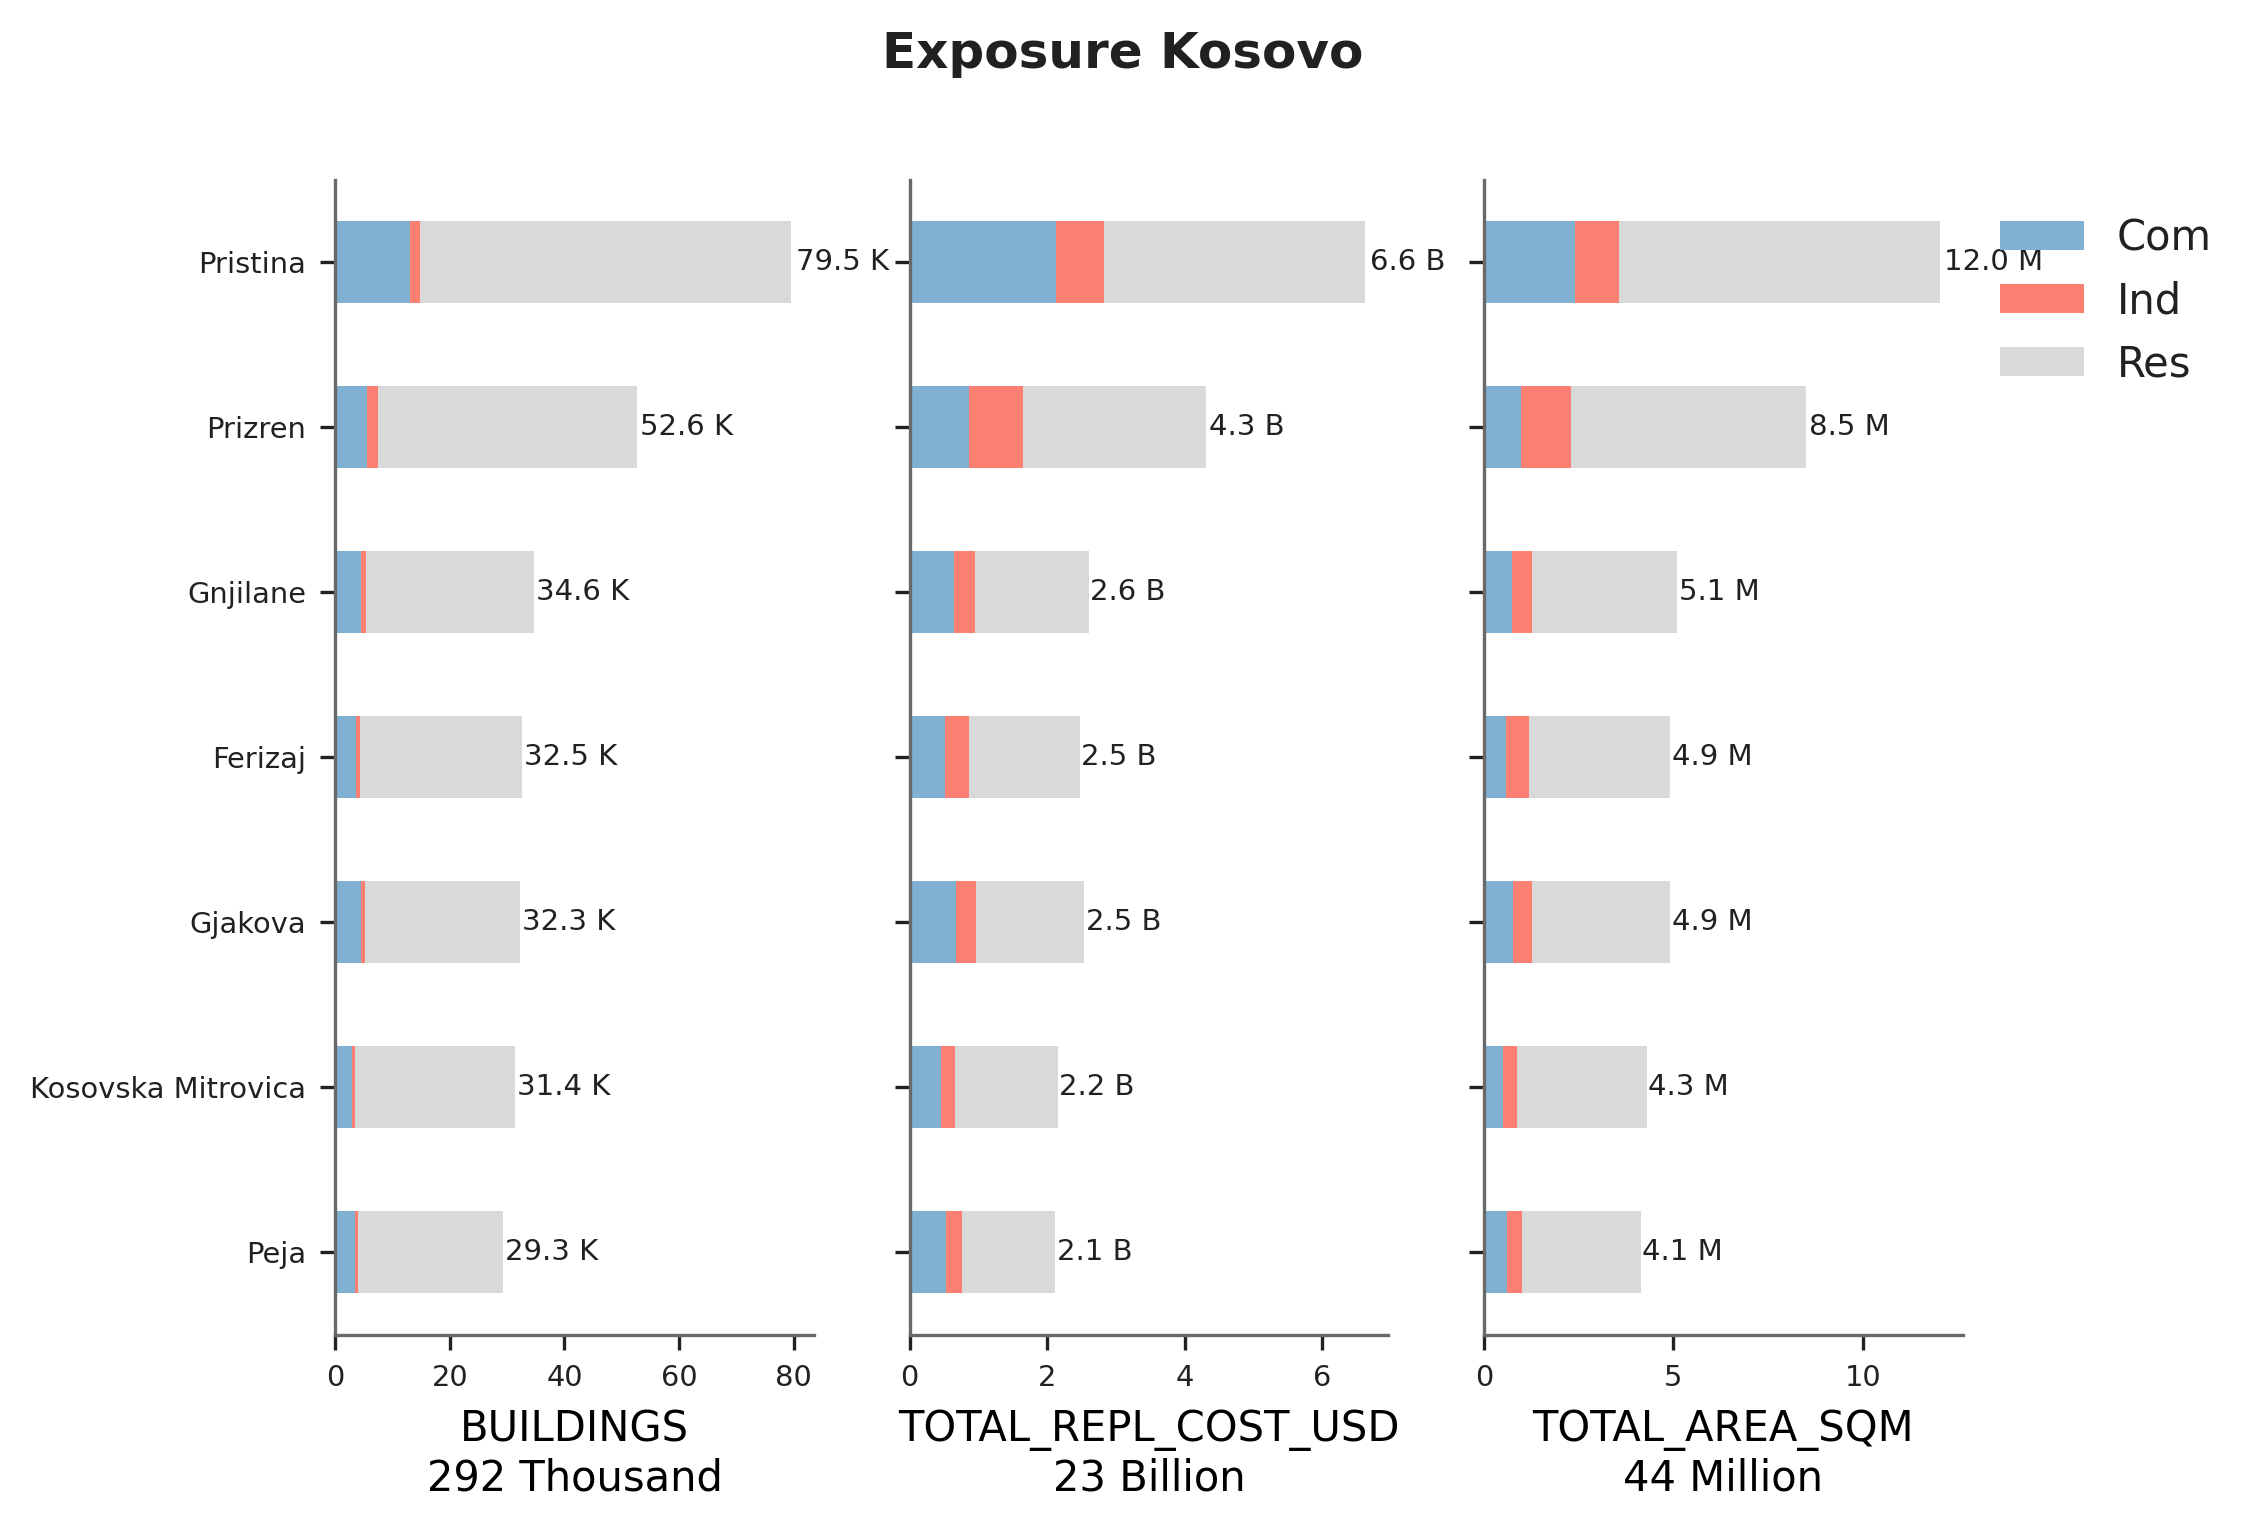 Exposure Kosovo
Pristina
Prizren
Gnjilane
Ferizaj
Gjakova
Kosovska Mitrovica
Peja
79.5 K
52.6 K
34.6 K
32.5 K
32.3 K
31.4 K
29.3 K
0 20 40 60 80
BUILDINGS
292 Thousand
6.6 B
4.3 B
2.6 B
2.5 B
2.5 B
2.2 B
2.1 B
0 2 4 6
TOTAL_REPL_COST_USD
23 Billion
12.0 M
8.5 M
5.1 M
4.9 M
4.9 M
4.3 M
4.1 M
0 5 10
TOTAL_AREA_SQM
44 Million
Com
Ind
Res